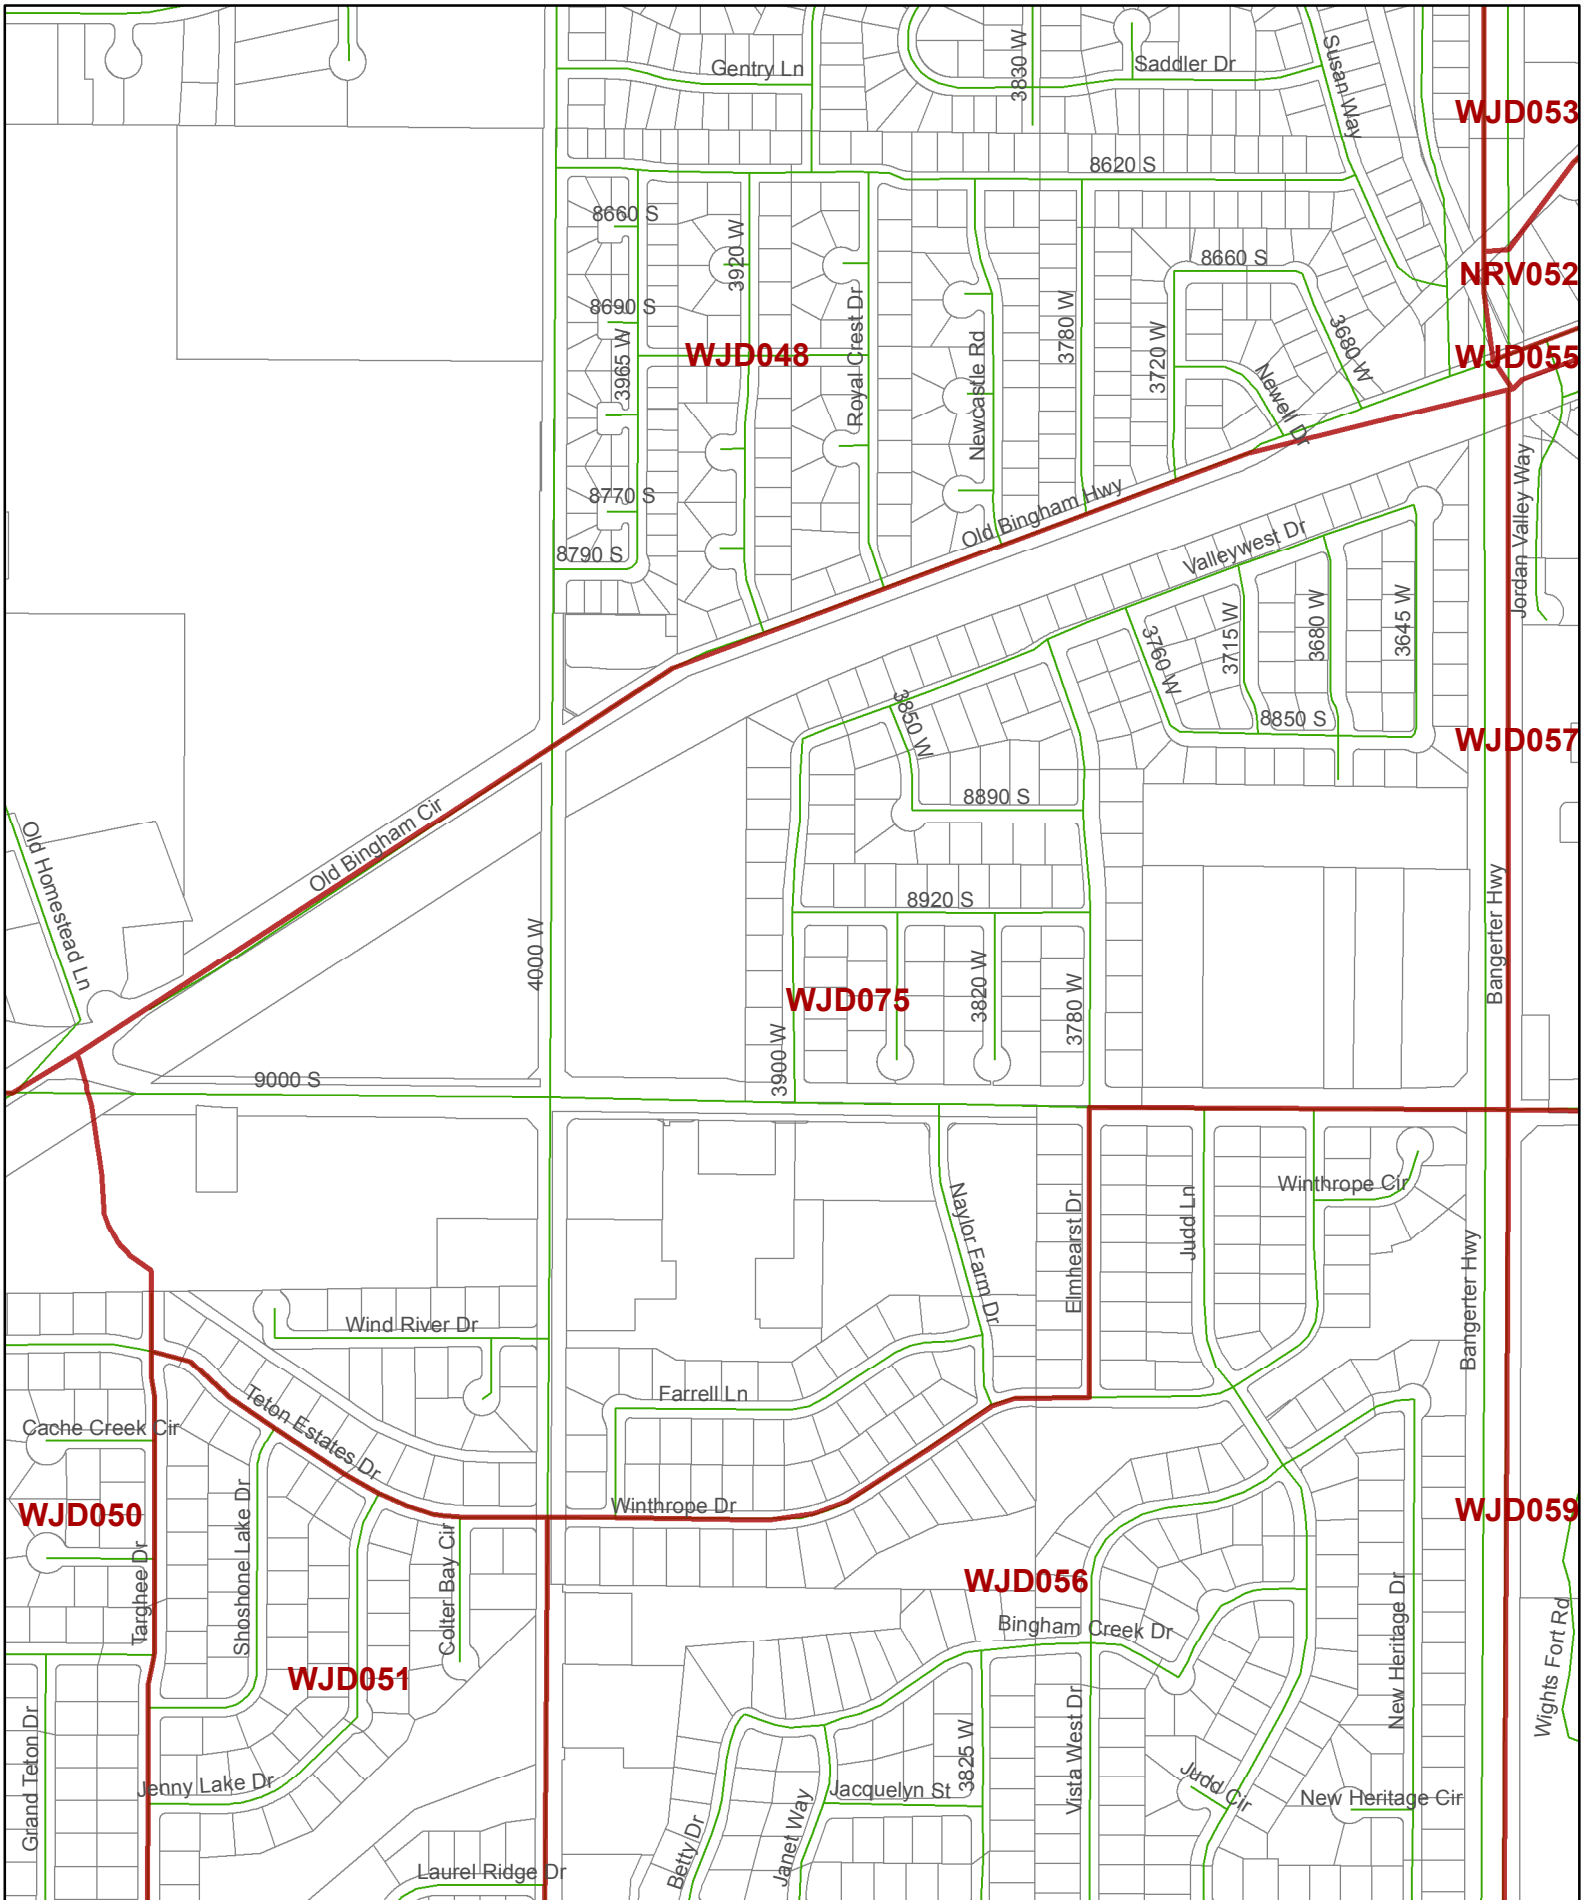 Gentry Ln
3830 W
Saddler Dr
Susan Way
WJD053
8620 S
8660 S
3920 W
8660 S
NRV052
8690 S
3965 W
WJD048
Royal Crest Dr
Newcastle Rd
3780 W
3720 W
3680 W
Newell Dr
WJD055
8770 S
8790 S
Old Bingham Hwy
Valleywest Dr
Jordan Valley Way
3760 W
3715 W
3680 W
3645 W
3850 W
8850 S
WJD057
8890 S
Old Bingham Cir
Old Homestead Ln
8920 S
4000 W
Bangerter Hwy
WJD075
3820 W
3780 W
3900 W
9000 S
Naylor Farm Dr
Elmhearst Dr
Judd Ln
Winthrope Cir
Bangerter Hwy
Wind River Dr
Farrell Ln
Teton Estates Dr
Cache Creek Cir
WJD050
Shoshone Lake Dr
Winthrope Dr
WJD059
Targhee Dr
Colter Bay Cir
WJD056
Bingham Creek Dr
New Heritage Dr
Wights Fort Rd
WJD051
Grand Teton Dr
3825 W
Vista West Dr
Jenny Lake Dr
Janet Way
Jacquelyn St
Judd Cir
New Heritage Cir
Betty Dr
Laurel Ridge Dr